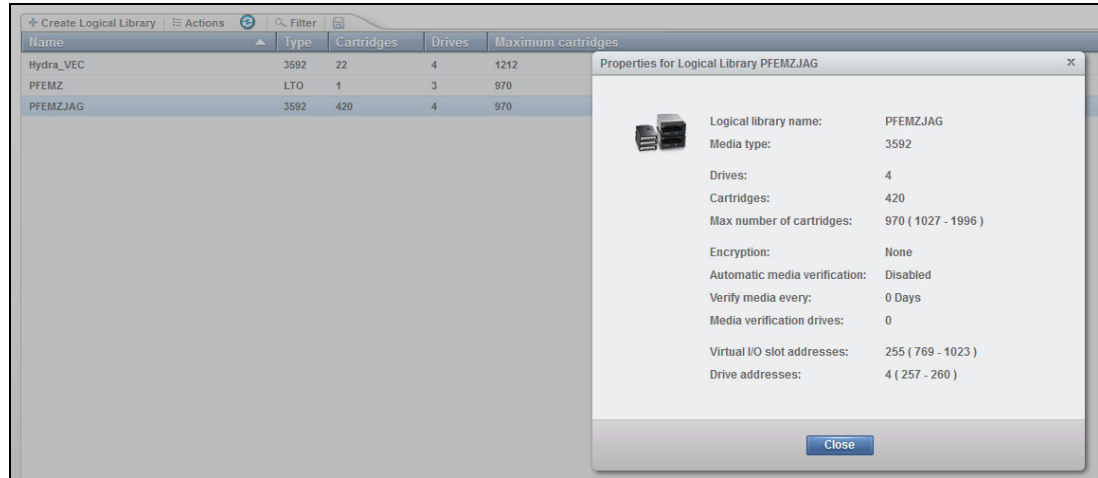 Create Logical Library Actions Filter
Name Type Cartridges Drives Maximum cartridges
Hydra_VEC 3592 22 4 1212
PFEMZ LTO 1 3 970
PFEMZJAG 3592 420 4 970
Properties for Logical Library PFEMZJAG x
Logical library name: PFEMZJAG
Media type: 3592
Drives: 4
Cartridges: 420
Max number of cartridges: 970 ( 1027 - 1996 )
Encryption: None
Automatic media verification: Disabled
Verify media every: 0 Days
Media verification drives: 0
Virtual I/O slot addresses: 255 ( 769 - 1023 )
Drive addresses: 4 ( 257 - 260 )
Close